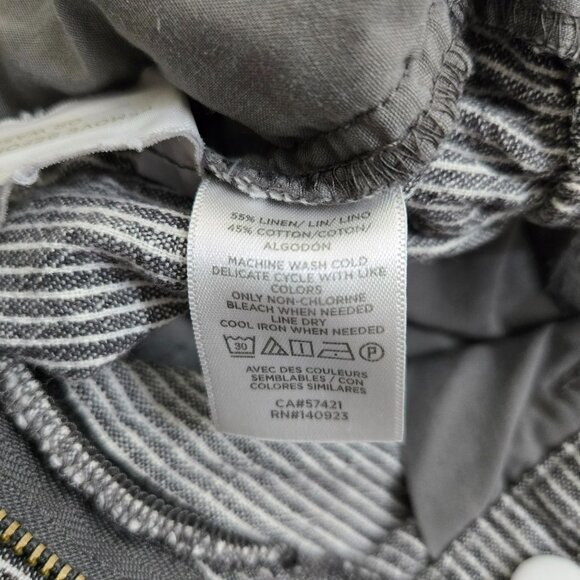 55% LINEN/ LIN/ LINO
45% COTTON/COTON/
ALGODÓN
MACHINE WASH COLD
DELICATE CYCLE WITH LIKE
COLORS
ONLY NON-CHLORINE
BLEACH WHEN NEEDED
LINE DRY
COOL IRON WHEN NEEDED
30 P
AVEC DES COULEURS
SEMBLABLES / CON
COLORES SIMILARES
CA#57421
RN#140923